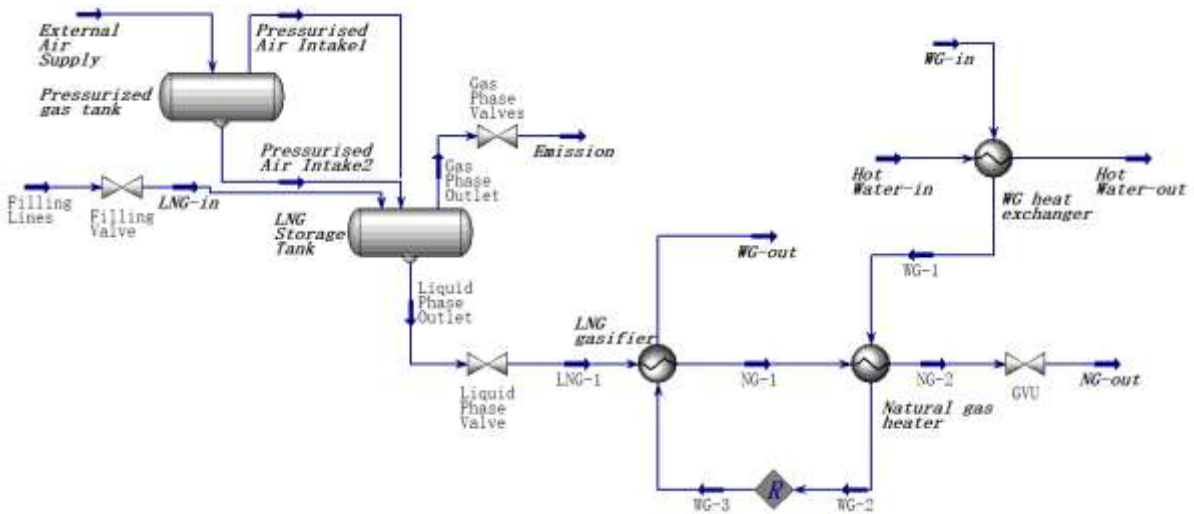 External
Air
Supply
Pressurised
Air Intake1
Pressurized
gas tank
Gas
Phase
Valves
Emission
WG-in
Hot
Water-in
Hot
Water-out
WG heat
exchanger
Pressurised
Air Intake2
Gas
Phase
Outlet
Filling
Lines
Filling
Valve
LNG-in
LNG
Storage
Tank
WG-out
WG-1
Liquid
Phase
Outlet
LNG
gasifier
Liquid
Phase
Valve
LNG-1
NG-1
NG-2
GVU
NG-out
Natural gas
heater
WG-3
R
WG-2